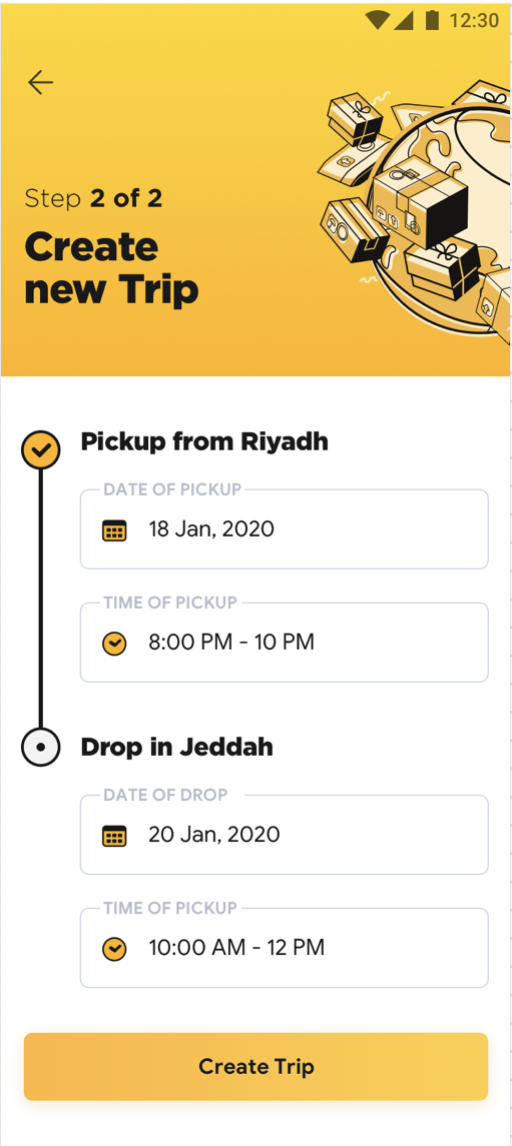 12:30
Step 2 of 2
Create
new Trip
Pickup from Riyadh
DATE OF PICKUP
18 Jan, 2020
TIME OF PICKUP
8:00 PM - 10 PM
Drop in Jeddah
DATE OF DROP
20 Jan, 2020
TIME OF PICKUP
10:00 AM - 12 PM
Create Trip